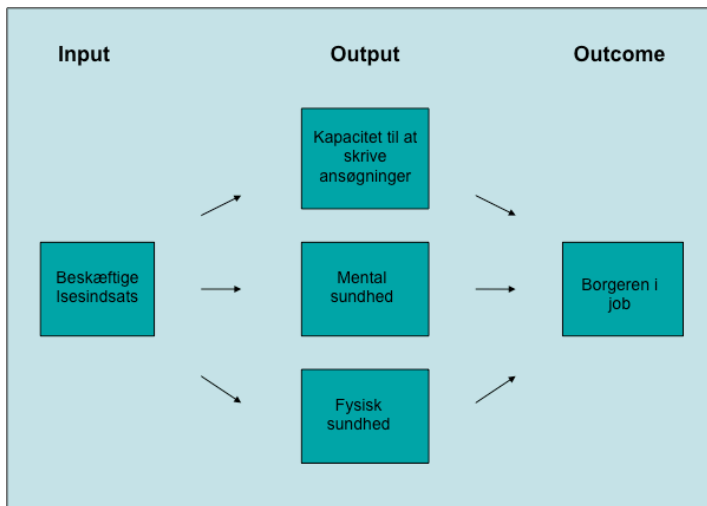 Input
Output
Outcome
Kapacitet til at
skrive
ansøgninger
Beskæftige
lsesindsats
Mental
sundhed
Borgeren i
job
Fysisk
sundhed